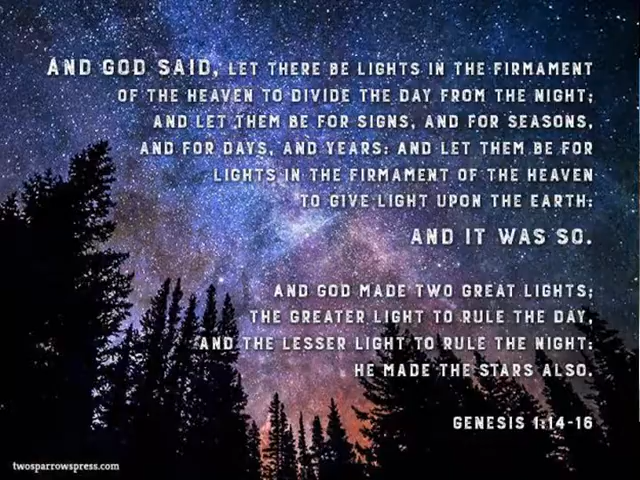 AND GOD SAID, LET THERE BE LIGHTS IN THE FIRMAMENT
OF THE HEAVEN TO DIVIDE THE DAY FROM THE NIGHT;
AND LET THEM BE FOR SIGNS, AND FOR SEASONS,
AND FOR DAYS, AND YEARS: AND LET THEM BE FOR
LIGHTS IN THE FIRMAMENT OF THE HEAVEN
TO GIVE LIGHT UPON THE EARTH:
AND IT WAS SO.
AND GOD MADE TWO GREAT LIGHTS;
THE GREATER LIGHT TO RULE THE DAY,
AND THE LESSER LIGHT TO RULE THE NIGHT:
HE MADE THE STARS ALSO.
GENESIS 1:14-16
twosparrowspress.com